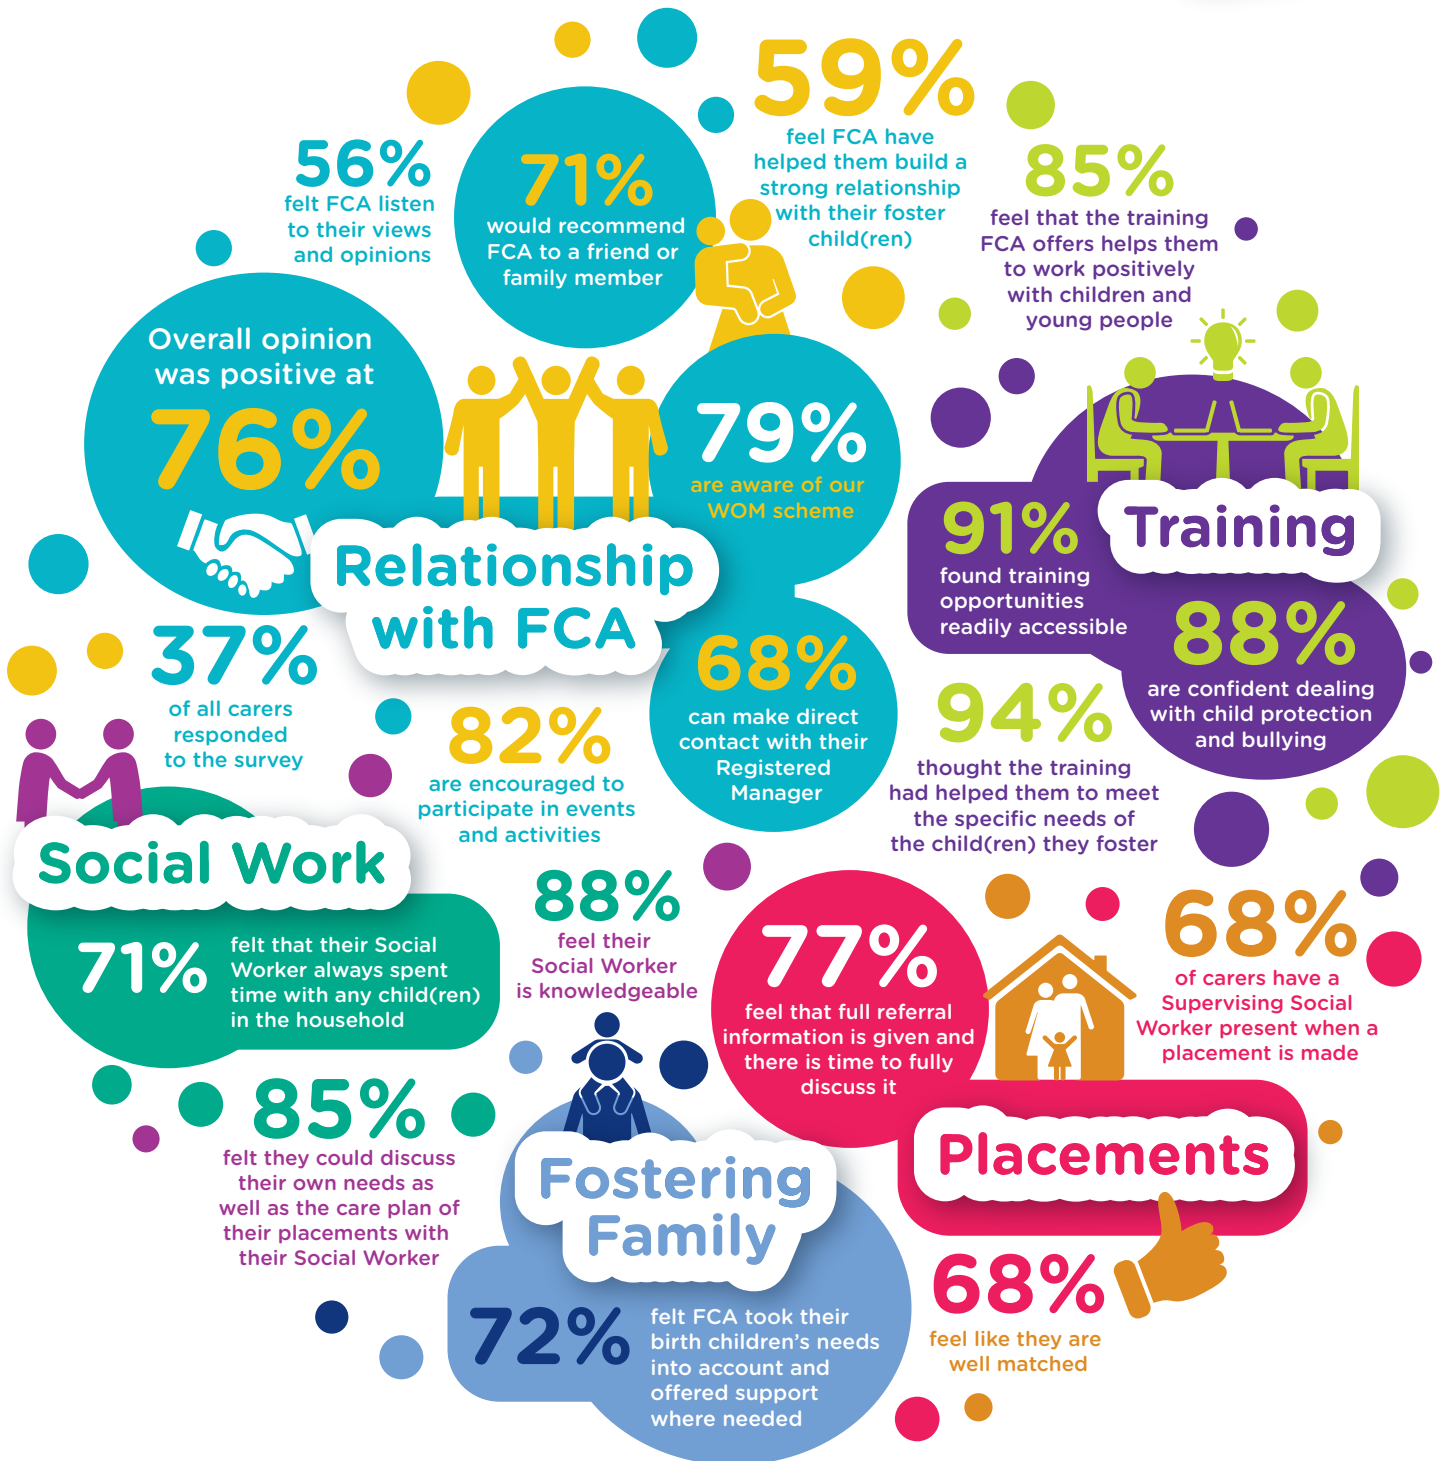 56%
felt FCA listen
to their views
and opinions
71%
would recommend
FCA to a friend or
family member
59%
feel FCA have
helped them build a
strong relationship
with their foster
child(ren)
85%
feel that the training
FCA offers helps them
to work positively
with children and
young people
Overall opinion
was positive at
76%
79%
are aware of our
WOM scheme
Relationship
with FCA
91%
found training
opportunities
readily accessible
Training
88%
are confident dealing
with child protection
and bullying
37%
of all carers
responded
to the survey
82%
are encouraged to
participate in events
and activities
68%
can make direct
contact with their
Registered
Manager
94%
thought the training
had helped them to meet
the specific needs of
the child(ren) they foster
Social Work
71%
felt that their Social
Worker always spent
time with any child(ren)
in the household
88%
feel their
Social Worker
is knowledgeable
77%
feel that full referral
information is given and
there is time to fully
discuss it
68%
of carers have a
Supervising Social
Worker present when a
placement is made
85%
felt they could discuss
their own needs as
well as the care plan of
their placements with
their Social Worker
Fostering
Family
72%
felt FCA took their
birth children's needs
into account and
offered support
where needed
Placements
68%
feel like they are
well matched